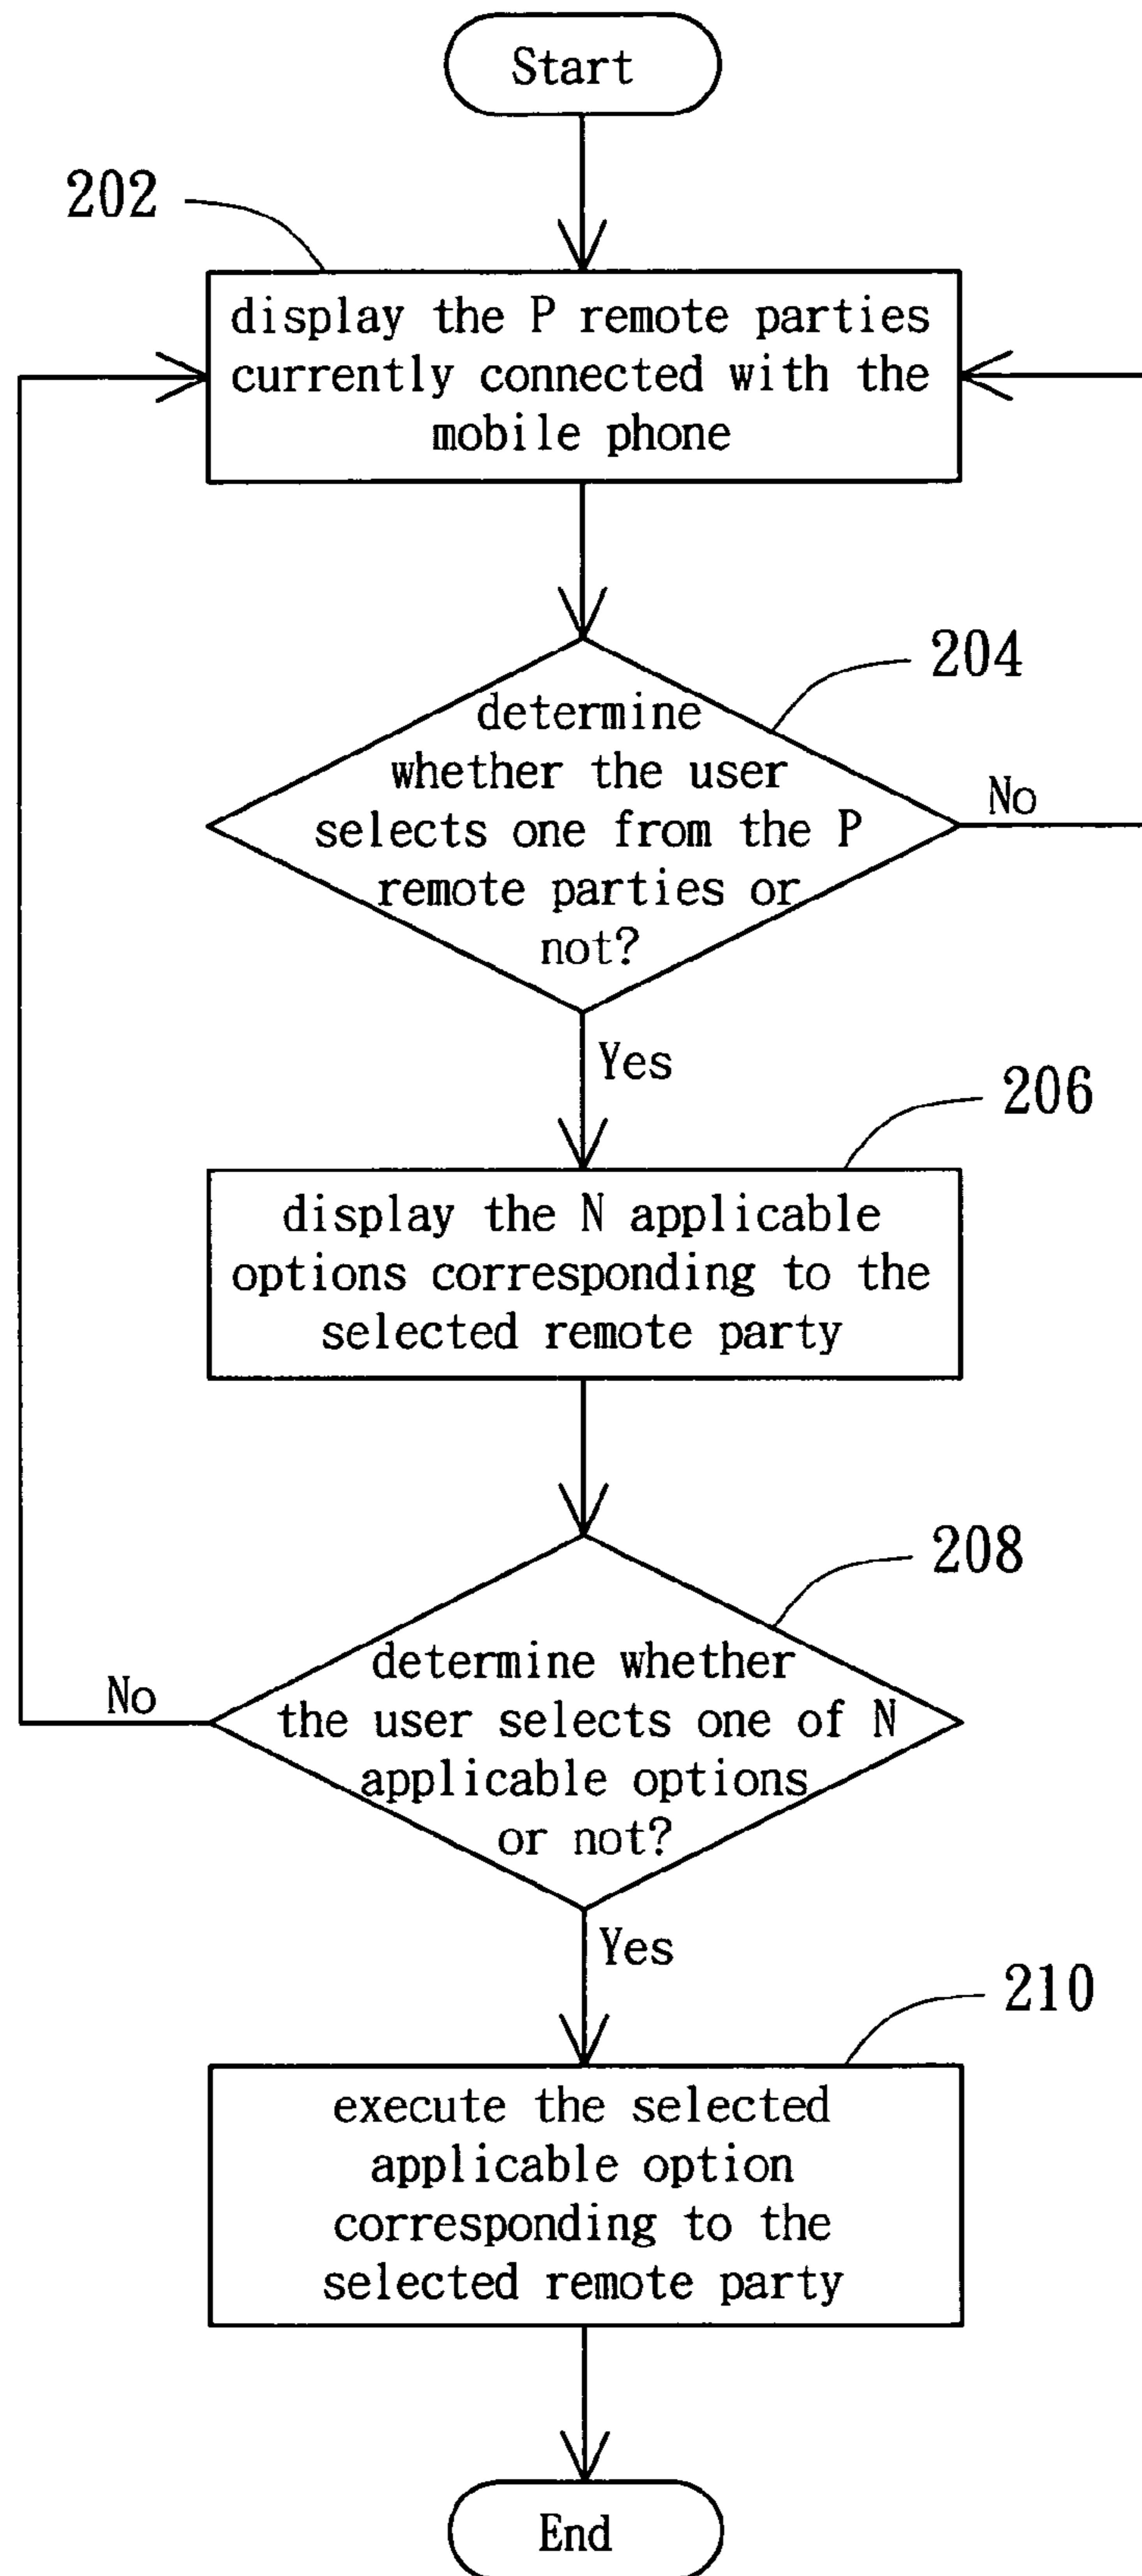 Start
202
display the P remote parties
currently connected with the
mobile phone
204
determine
whether the user
selects one from the P
remote parties or
not?
No
Yes
206
display the N applicable
options corresponding to the
selected remote party
208
determine whether
the user selects one of N
applicable options
or not?
No
Yes
210
execute the selected
applicable option
corresponding to the
selected remote party
End